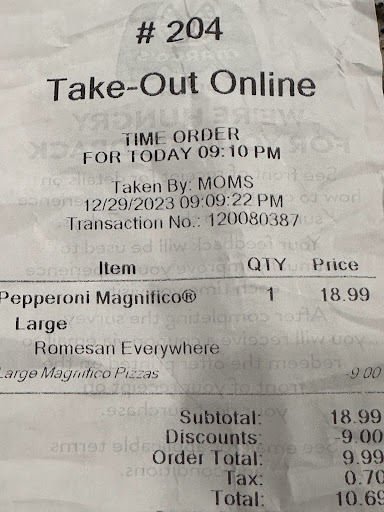 # 204
Take-Out Online
TIME ORDER
FOR TODAY 09:10 PM
Taken By: MOMS
12/29/2023 09:09:22 PM
Transaction No.: 120080387
Item QTY Price
Pepperoni Magnifico® 1 18.99
Large
Romesan Everywhere
Large Magnifico Pizzas -9.00
Subtotal: 18.99
Discounts: -9.00
Order Total: 9.99
Tax: 0.70
Total: 10.69